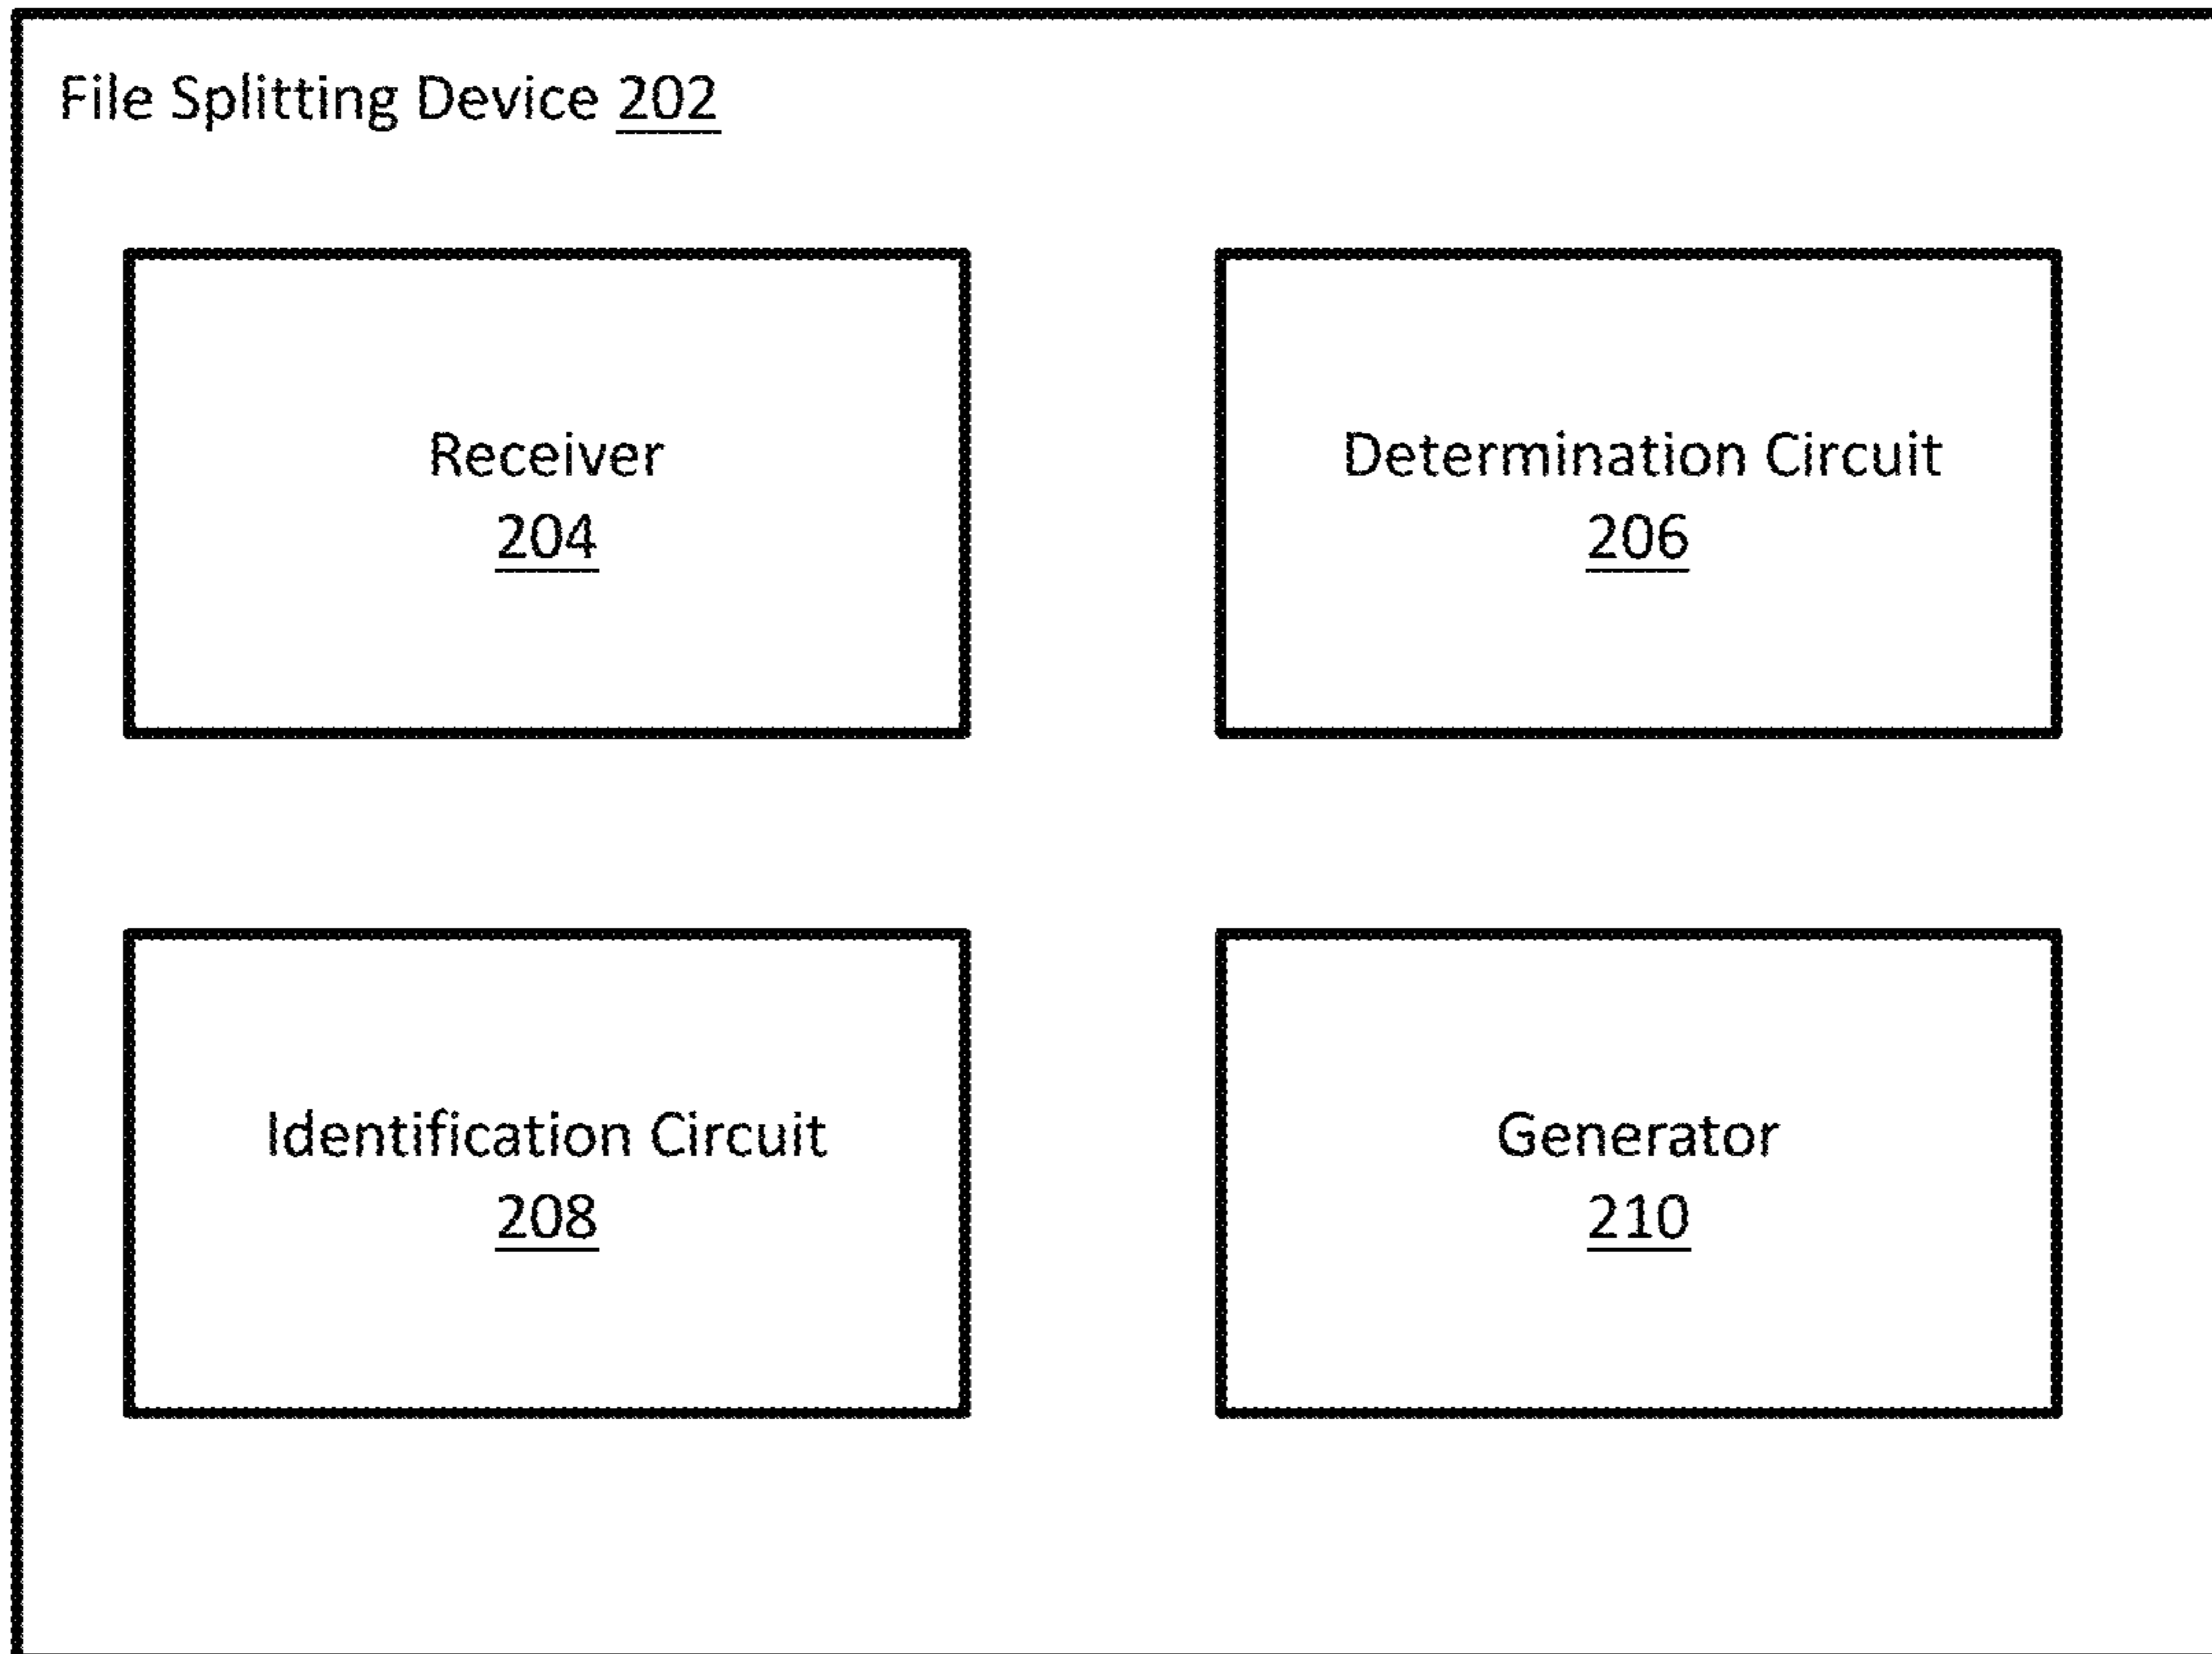 File Splitting Device 202
Receiver
204
Determination Circuit
206
Identification Circuit
208
Generator
210